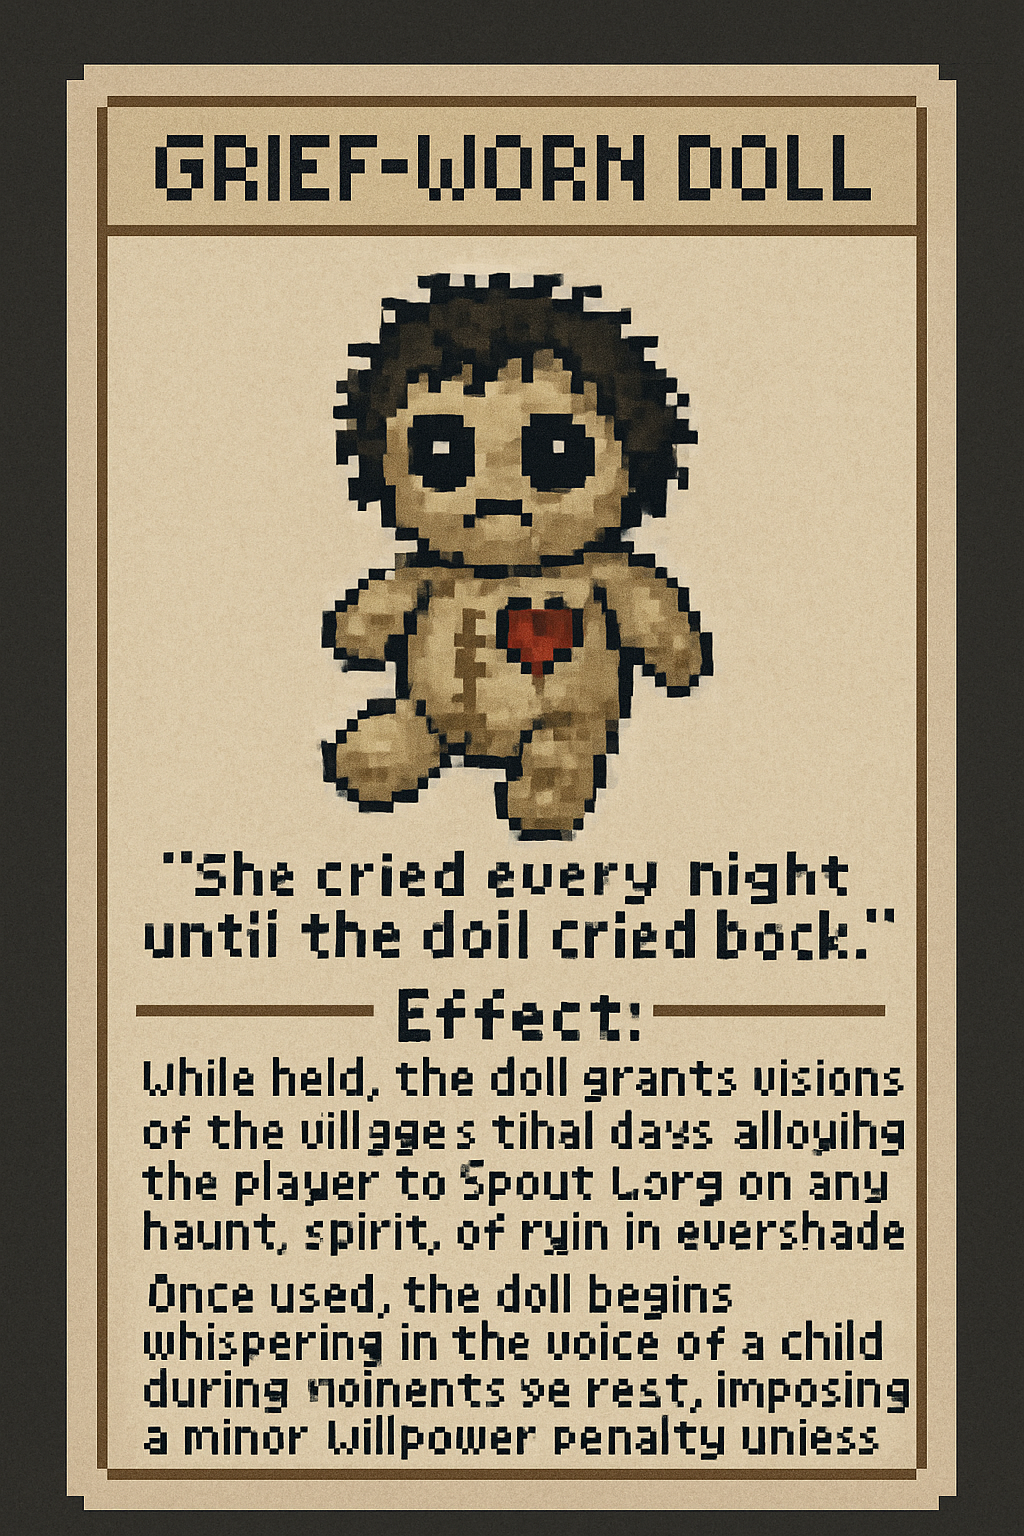 GRIEF-WORN DOLL
"She cried every night
untii the doil cried bock."
Effect:
While held, the doll grants visions
of the villgges tihal days alloyihg
the player to Spout Lorg on any
haunt, spirit, of ryin in evershade
Once used, the doll begins
whispering in the voice of a child
during noinents ye rest, imposing
a minor Willpower penalty uniess